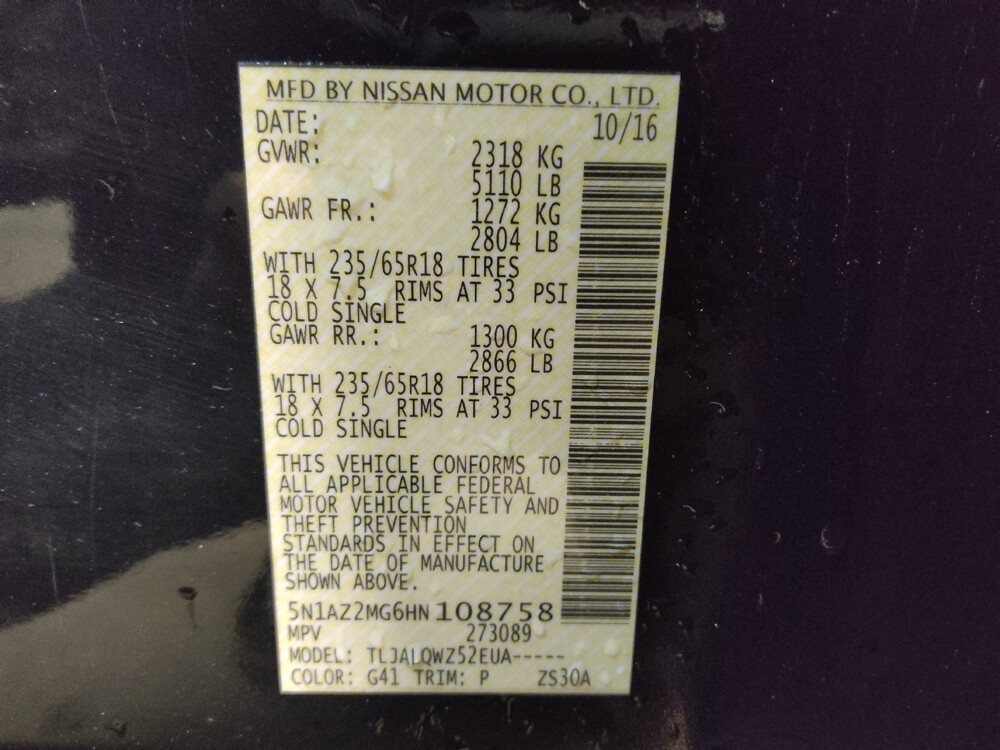 MFD BY NISSAN MOTOR CO., LTD.
DATE: 10/16
GVWR: 2318 KG
5110 LB
GAWR FR.: 1272 KG
2804 LB
WITH 235/65R18 TIRES
18 X 7.5 RIMS AT 33 PSI
COLD SINGLE
GAWR RR.: 1300 KG
2866 LB
WITH 235/65R18 TIRES
18 X 7.5 RIMS AT 33 PSI
COLD SINGLE
THIS VEHICLE CONFORMS TO
ALL APPLICABLE FEDERAL
MOTOR VEHICLE SAFETY AND
THEFT PREVENTION
STANDARDS IN EFFECT ON
THE DATE OF MANUFACTURE
SHOWN ABOVE.
5N1AZ2MG6HN108758
MPV 273089
MODEL: TLJALQWZ52EUA-----
COLOR: G41 TRIM: P ZS30A